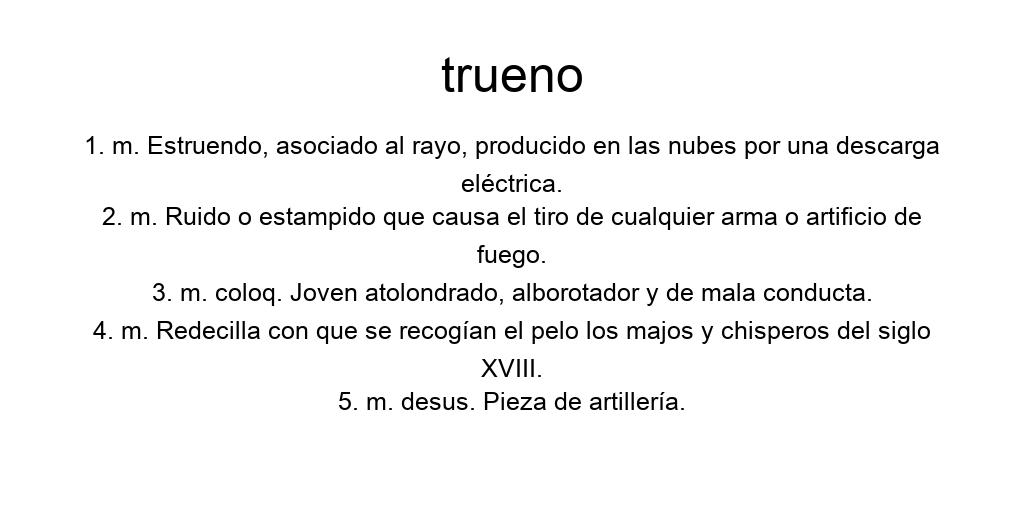 trueno
1. m. Estruendo, asociado al rayo, producido en las nubes por una descarga
eléctrica.
2. m. Ruido o estampido que causa el tiro de cualquier arma o artificio de
fuego.
3. m. coloq. Joven atolondrado, alborotador y de mala conducta.
4. m. Redecilla con que se recogían el pelo los majos y chisperos del siglo
XVIII.
5. m. desus. Pieza de artillería.